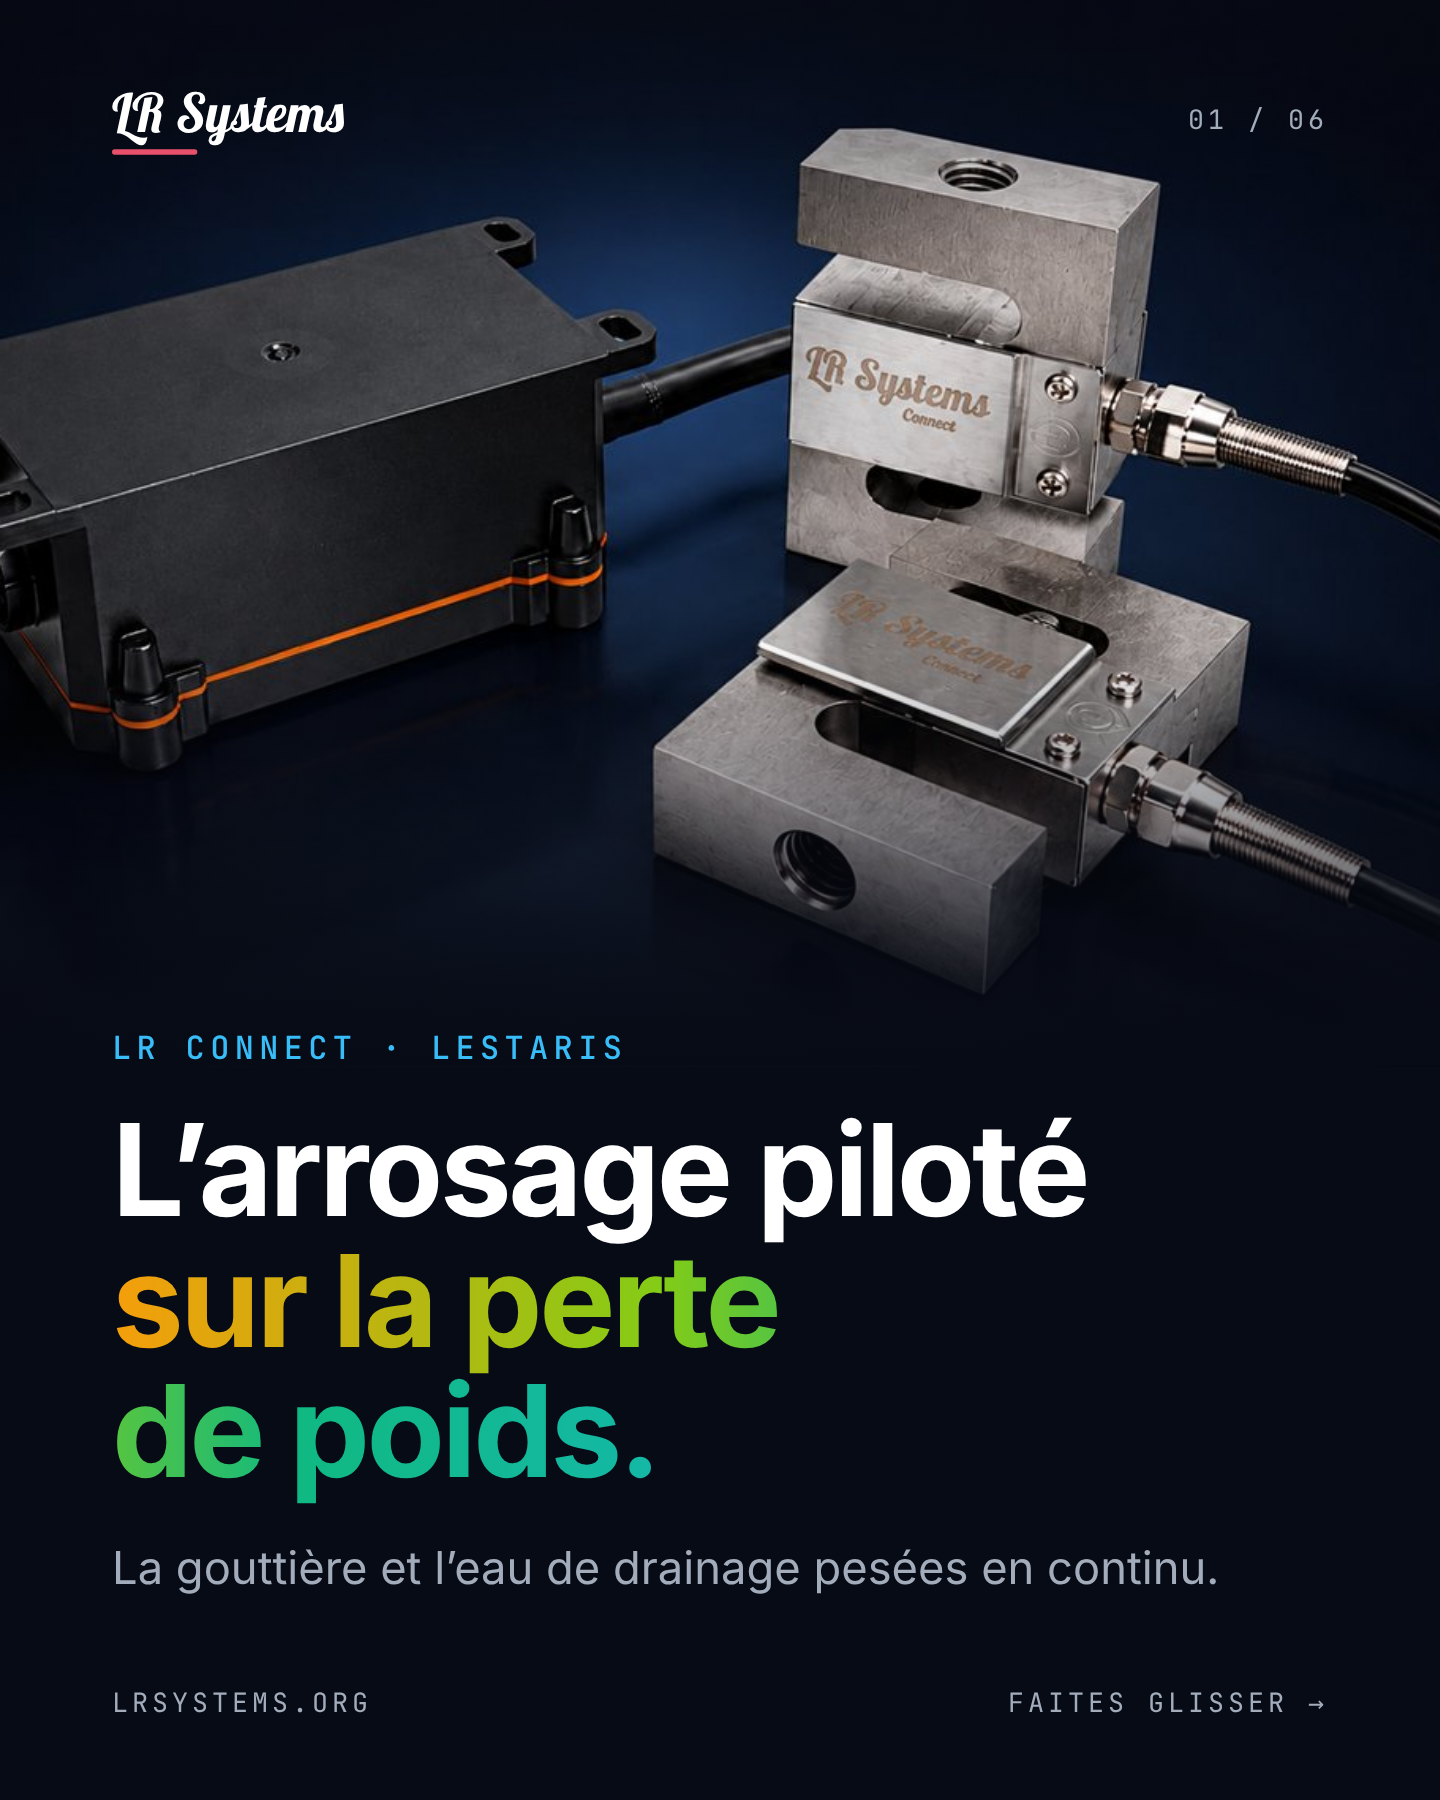 LR Systems
01 / 06
LR Systems
Connect
LR Systems
Connect
LR CONNECT · LESTARIS
L’arrosage piloté
sur la perte
de poids.
La gouttière et l’eau de drainage pesées en continu.
LRSYSTEMS.ORG
FAITES GLISSER →